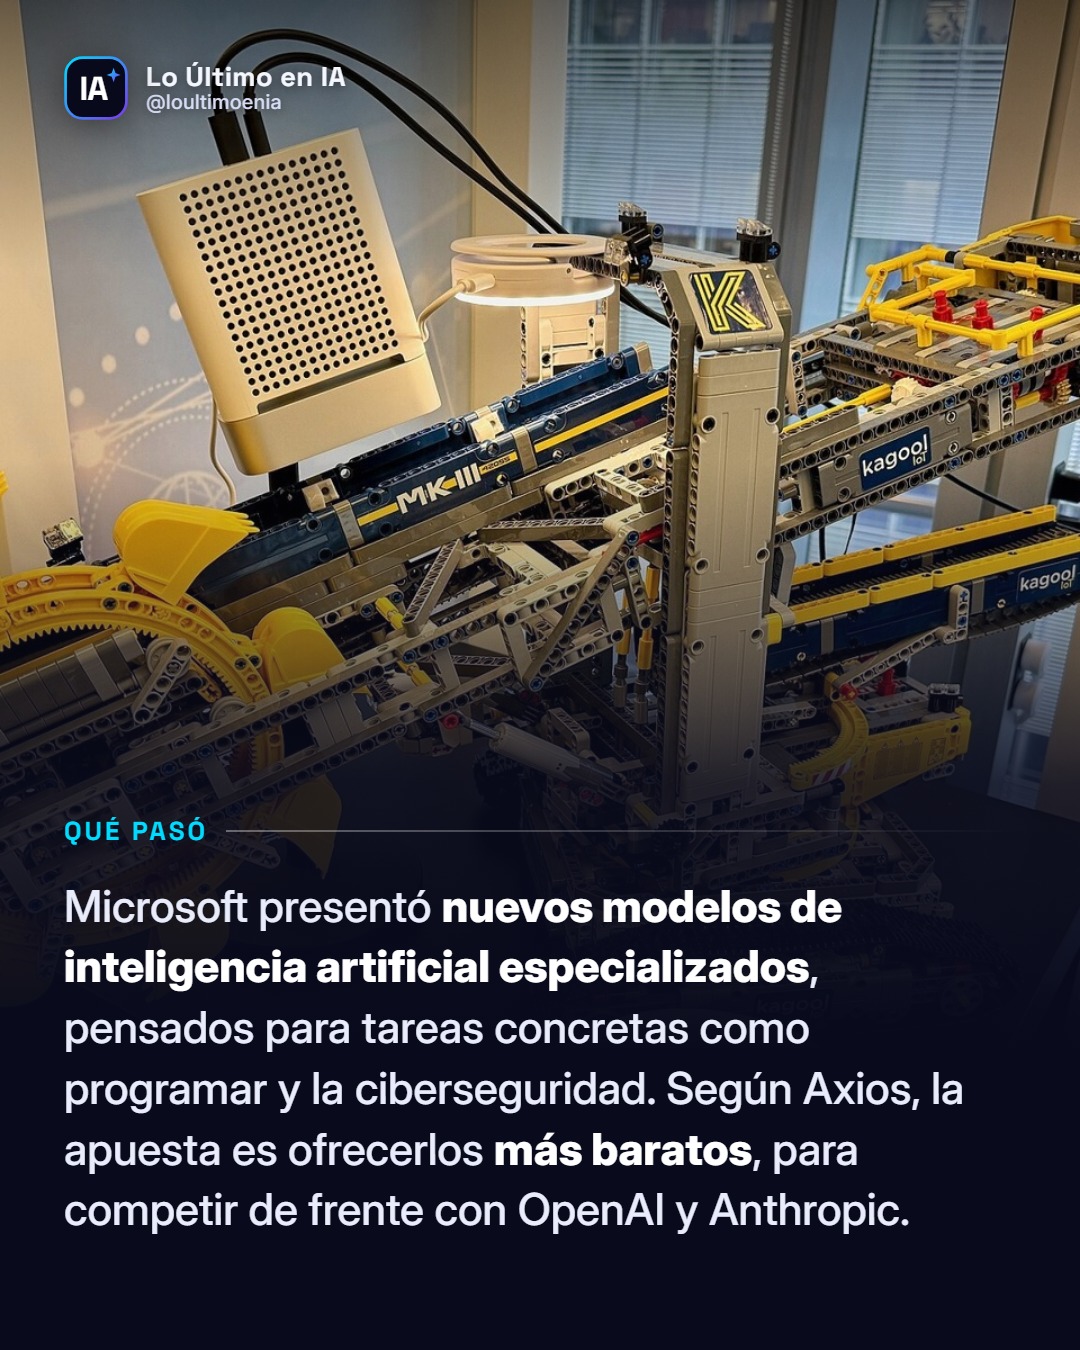 IA
Lo Último en IA
@loultimoenia
K
MK-III
kagool
IoT
kagool
IoT
QUÉ PASÓ
Microsoft presentó nuevos modelos de
inteligencia artificial especializados,
pensados para tareas concretas como
programar y la ciberseguridad. Según Axios, la
apuesta es ofrecerlos más baratos, para
competir de frente con OpenAI y Anthropic.